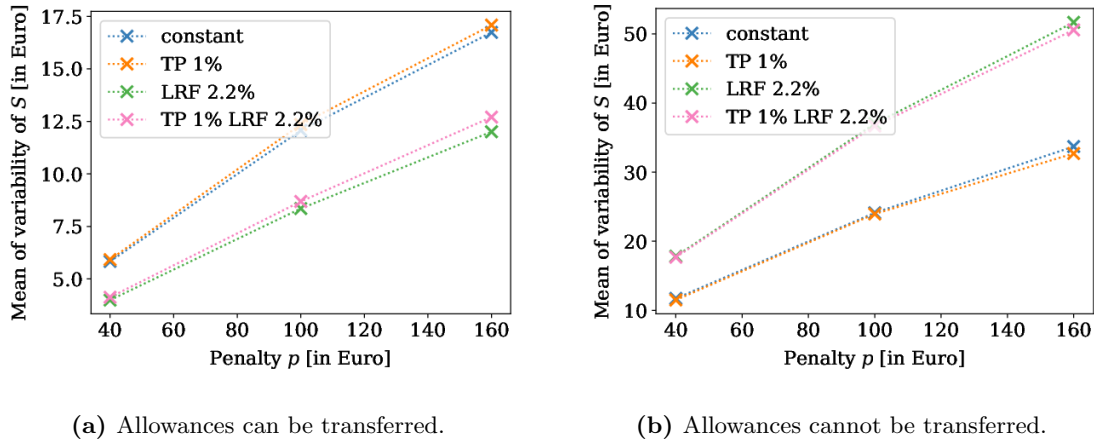 17.5
15.0
12.5
10.0
7.5
5.0
Mean of variability of S [in Euro]
constant
TP 1%
LRF 2.2%
TP 1% LRF 2.2%
40 60 80 100 120 140 160
Penalty p [in Euro]
(a) Allowances can be transferred.
50
40
30
20
10
Mean of variability of S [in Euro]
constant
TP 1%
LRF 2.2%
TP 1% LRF 2.2%
40 60 80 100 120 140 160
Penalty p [in Euro]
(b) Allowances cannot be transferred.